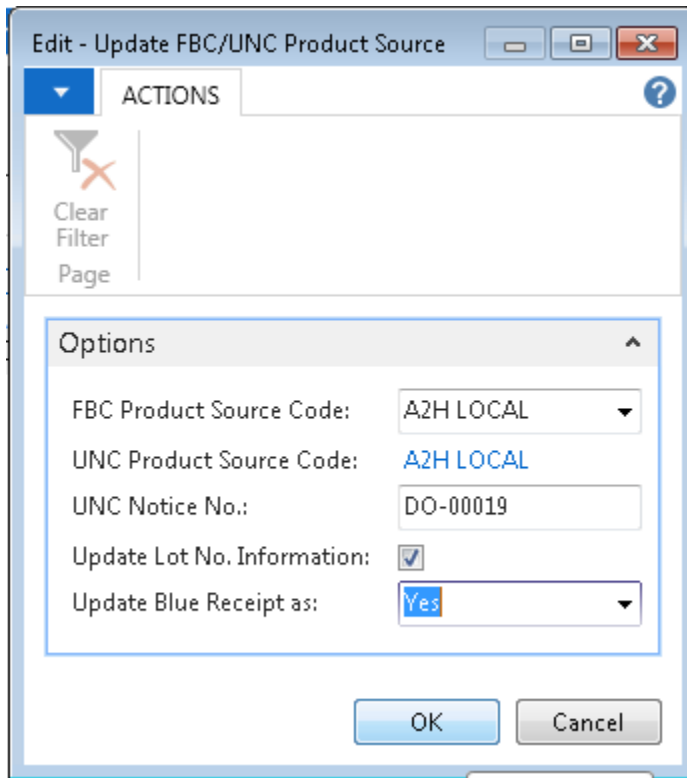 Edit - Update FBC/UNC Product Source
ACTIONS
Clear
Filter
Page
Options
FBC Product Source Code: A2H LOCAL
UNC Product Source Code: A2H LOCAL
UNC Notice No.: DO-00019
Update Lot No. Information:
Update Blue Receipt as: Yes
OK Cancel